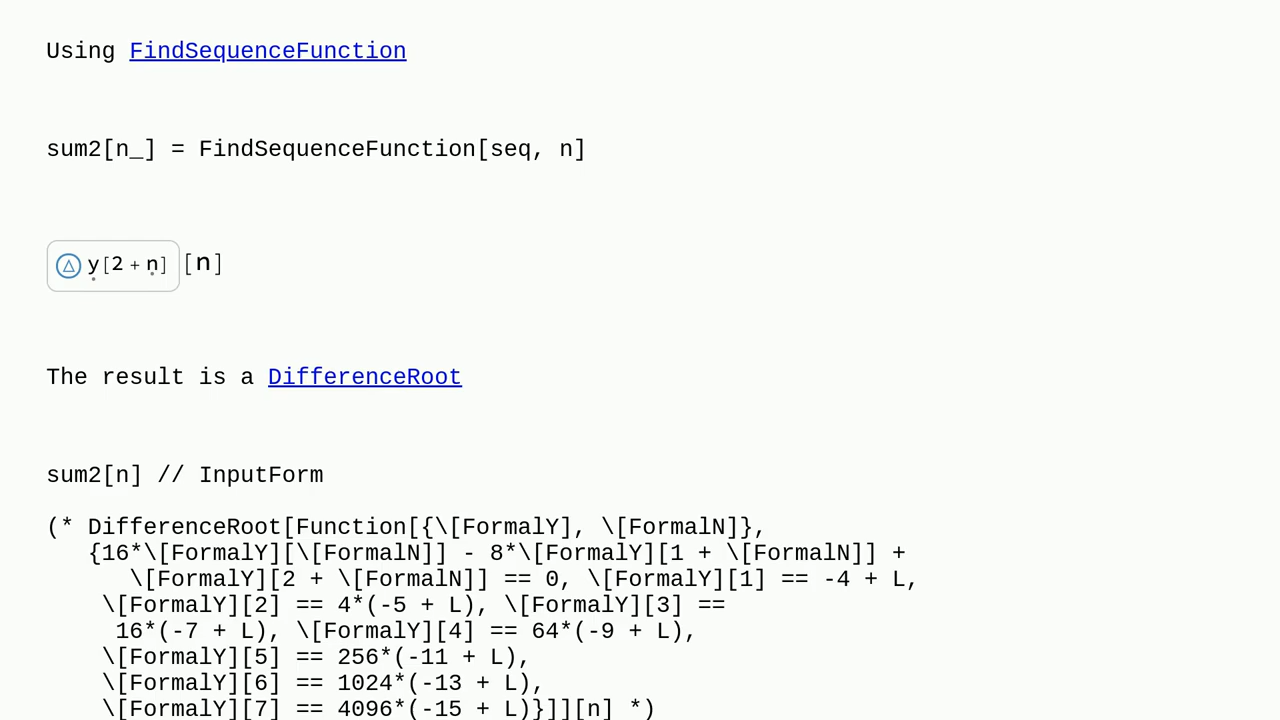 Using FindSequenceFunction
sum2[n_] = FindSequenceFunction[seq, n]
y[2 + n] [n]
The result is a DifferenceRoot
sum2[n] // InputForm
(* DifferenceRoot[Function[{\[FormalY], \[FormalN]},
{16*\[FormalY][\[FormalN]] - 8*\[FormalY][1 + \[FormalN]] +
\[FormalY][2 + \[FormalN]] == 0, \[FormalY][1] == -4 + L,
\[FormalY][2] == 4*(-5 + L), \[FormalY][3] ==
16*(-7 + L), \[FormalY][4] == 64*(-9 + L),
\[FormalY][5] == 256*(-11 + L),
\[FormalY][6] == 1024*(-13 + L),
\[FormalY][7] == 4096*(-15 + L)}]][n] *)